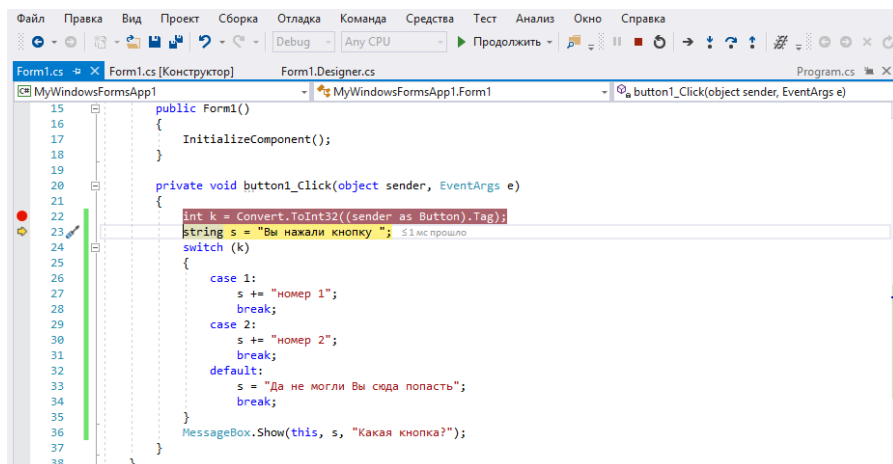 Файл Правка Вид Проект Сборка Отладка Команда Средства Тест Анализ Окно Справка
Debug Any CPU Продолжить
Form1.cs Form1.cs [Конструктор] Form1.Designer.cs Program.cs
C# MyWindowsFormsApp1 MyWindowsFormsApp1.Form1 button1_Click(object sender, EventArgs e)
15 public Form1()
16 {
17 InitializeComponent();
18 }
19
20 private void button1_Click(object sender, EventArgs e)
21 {
22 int k = Convert.ToInt32((sender as Button).Tag);
23 string s = "Вы нажали кнопку "; ≤1 мс прошло
24 switch (k)
25 {
26 case 1:
27 s += "номер 1";
28 break;
29 case 2:
30 s += "номер 2";
31 break;
32 default:
33 s = "Да не могли Вы сюда попасть";
34 break;
35 }
36 MessageBox.Show(this, s, "Какая кнопка?");
37 }
38 }